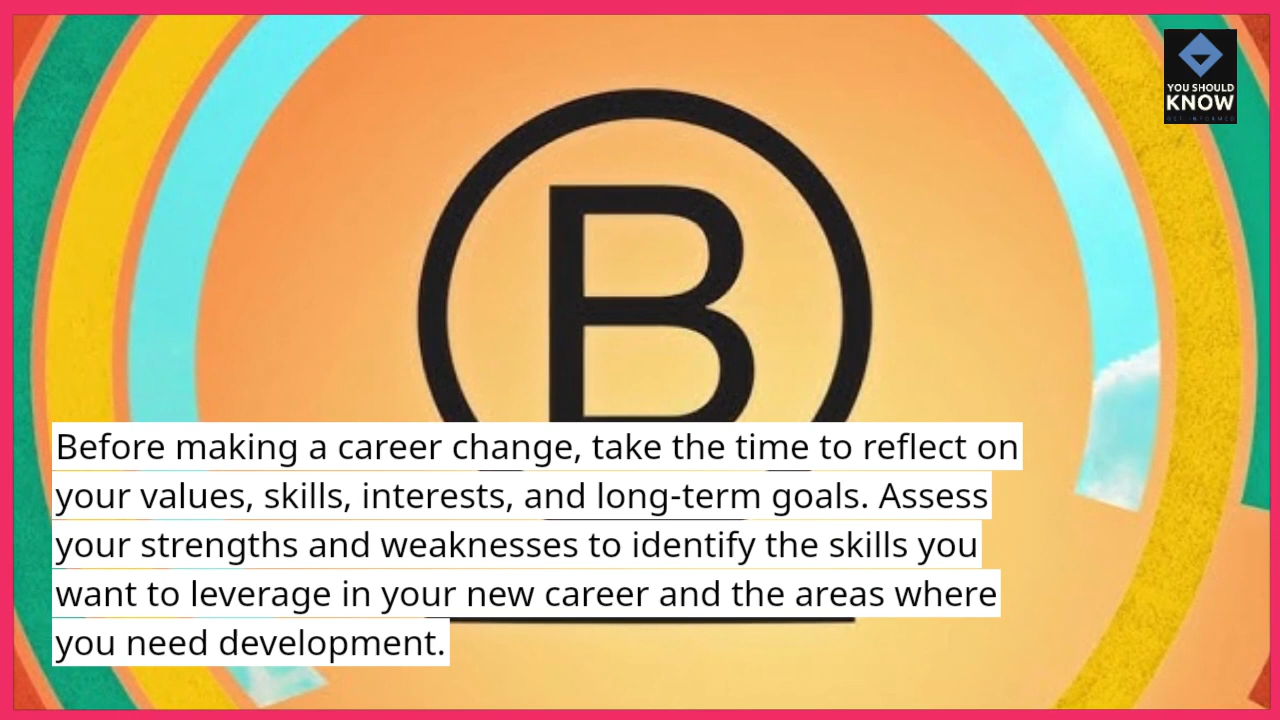 YOU SHOULD
KNOW
GET INFORMED
B
Before making a career change, take the time to reflect on
your values, skills, interests, and long-term goals. Assess
your strengths and weaknesses to identify the skills you
want to leverage in your new career and the areas where
you need development.